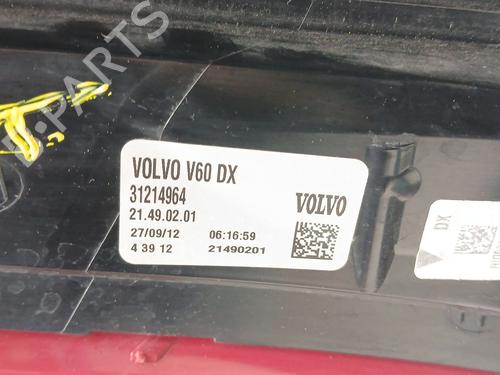 B-PARTS
VOLVO V60 DX
31214964
21.49.02.01
VOLVO
27/09/12 06:16:59
4 39 12 21490201
DX